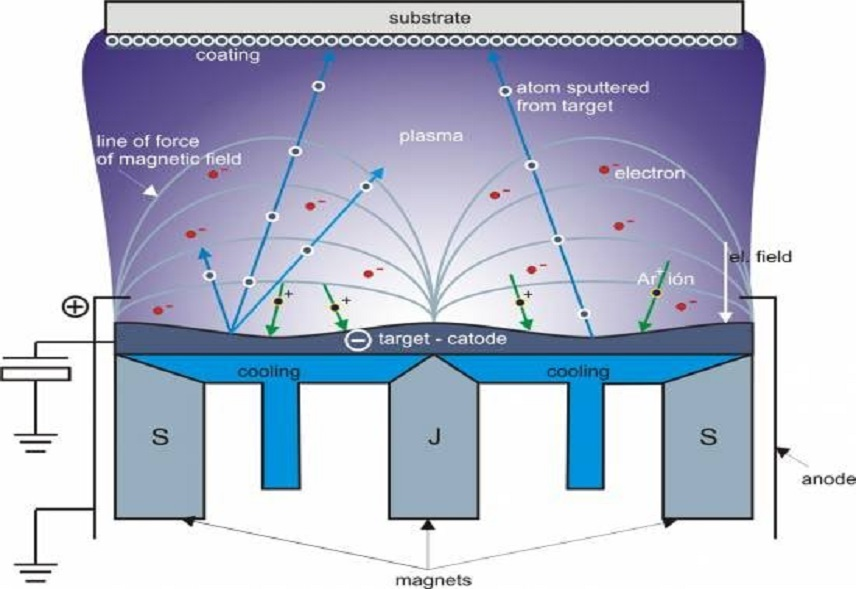 substrate
coating
atom sputtered
from target
plasma
line of force
of magnetic field
-
electron
-
-
-
-
-
-
-
-
el. field
Ar+ ión
+
+
+
⊕
⊖ target - catode
cooling
cooling
S
J
S
anode
magnets